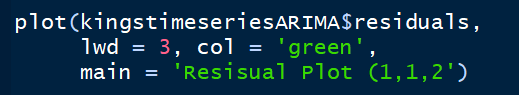 plot(kingstimeseriesARIMA$residuals,
lwd = 3, col = 'green',
main = 'Resisual Plot (1,1,2')